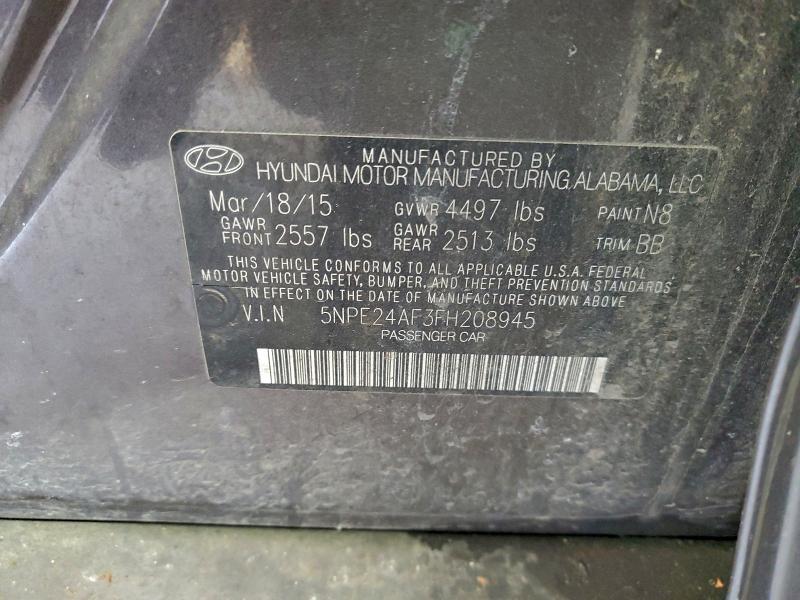 MANUFACTURED BY
HYUNDAI MOTOR MANUFACTURING ALABAMA, LLC
Mar/18/15 GVWR 4497 lbs PAINT N8
GAWR FRONT 2557 lbs GAWR REAR 2513 lbs TRIM BB
THIS VEHICLE CONFORMS TO ALL APPLICABLE U.S.A. FEDERAL
MOTOR VEHICLE SAFETY, BUMPER, AND THEFT PREVENTION STANDARDS
IN EFFECT ON THE DATE OF MANUFACTURE SHOWN ABOVE
V.I.N 5NPE24AF3FH208945
PASSENGER CAR